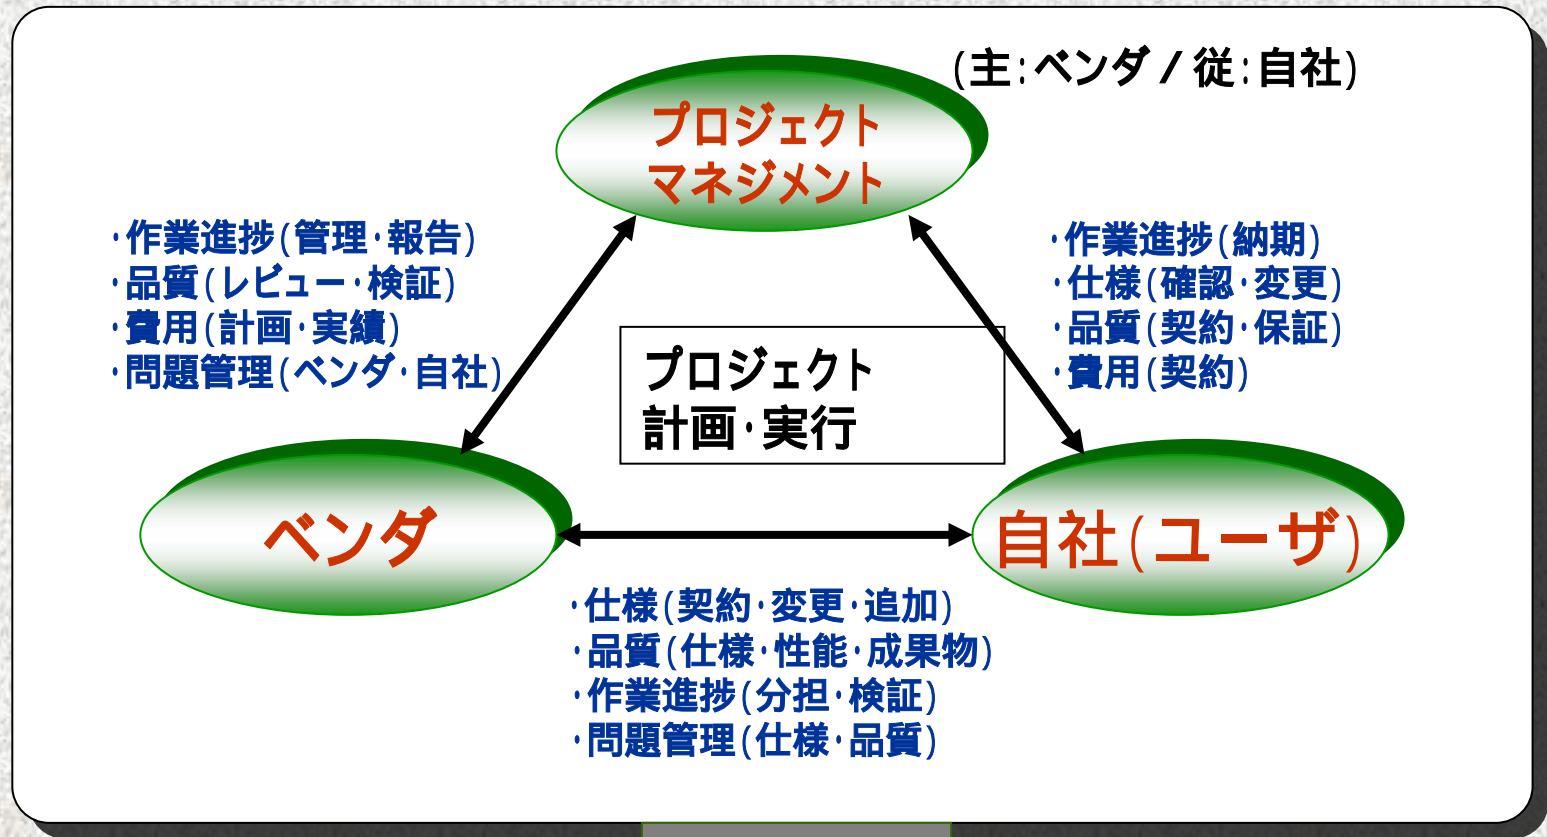 (主:ベンダ / 従:自社)
プロジェクト
マネジメント
･作業進捗(管理･報告)
･品質(レビュー･検証)
･費用(計画･実績)
･問題管理(ベンダ･自社)
･作業進捗(納期)
･仕様(確認･変更)
･品質(契約･保証)
･費用(契約)
プロジェクト
計画･実行
ベンダ
自社(ユーザ)
･仕様(契約･変更･追加)
･品質(仕様･性能･成果物)
･作業進捗(分担･検証)
･問題管理(仕様･品質)